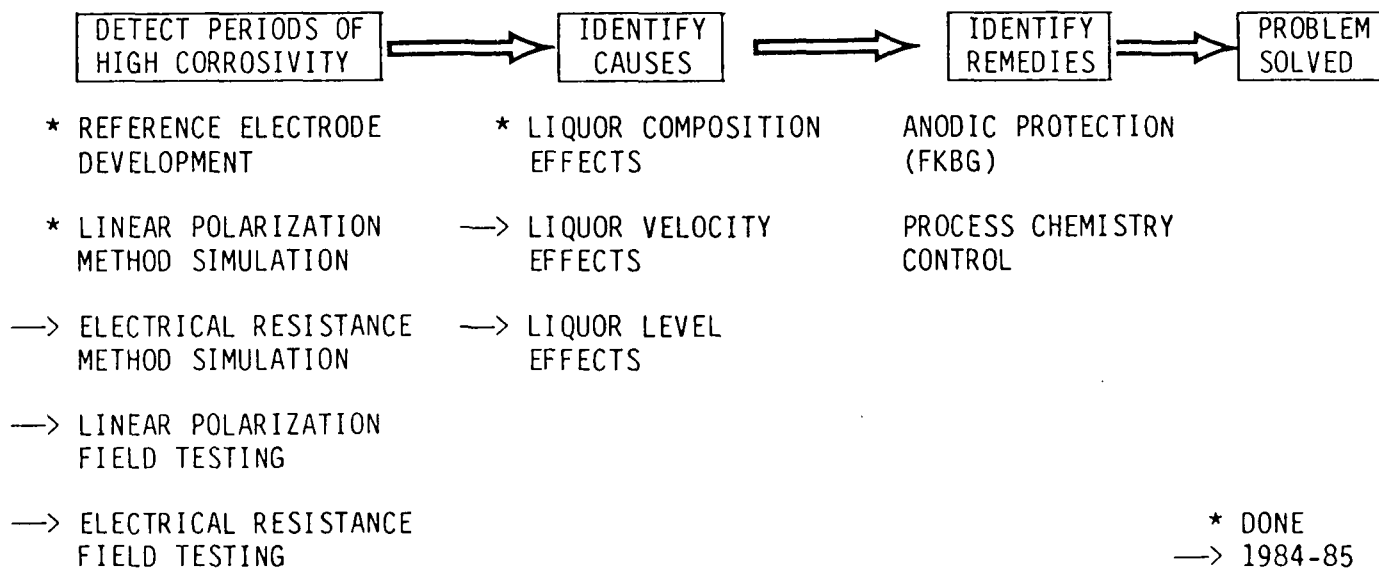 DETECT PERIODS OF
HIGH CORROSIVITY
IDENTIFY
CAUSES
IDENTIFY
REMEDIES
PROBLEM
SOLVED
* REFERENCE ELECTRODE
DEVELOPMENT
* LINEAR POLARIZATION
METHOD SIMULATION
—> ELECTRICAL RESISTANCE
METHOD SIMULATION
—> LINEAR POLARIZATION
FIELD TESTING
—> ELECTRICAL RESISTANCE
FIELD TESTING
* LIQUOR COMPOSITION
EFFECTS
—> LIQUOR VELOCITY
EFFECTS
—> LIQUOR LEVEL
EFFECTS
ANODIC PROTECTION
(FKBG)
PROCESS CHEMISTRY
CONTROL
* DONE
—> 1984-85